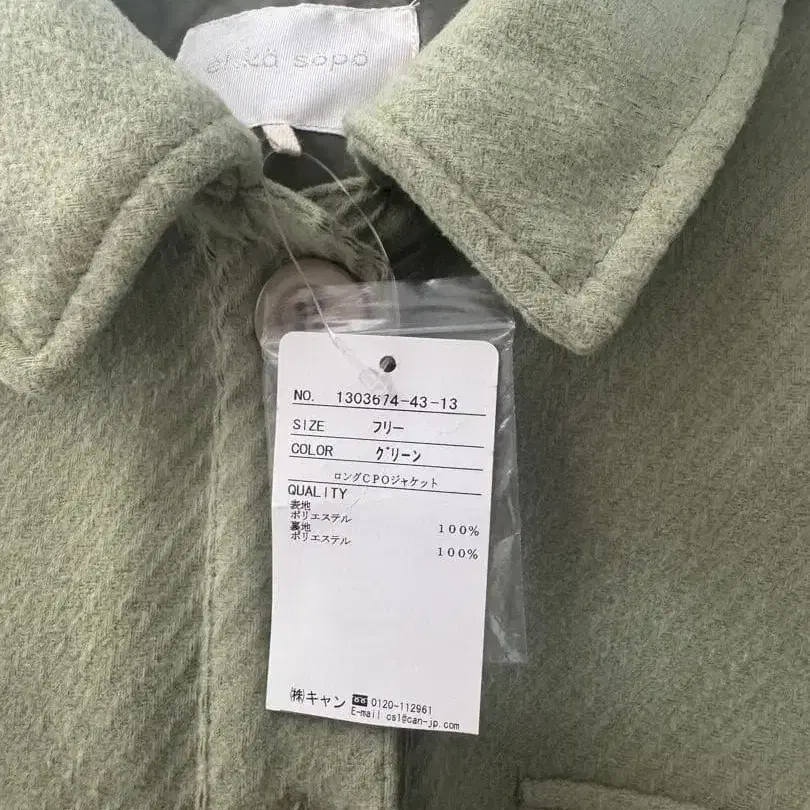 ehkä sopo
NO. 1303674-43-13
SIZE フリー
COLOR グリーン
ロングCPOジャケット
QUALITY
表地
ポリエステル 100%
裏地
ポリエステル 100%
㈱キャン 0120-112961
E-mail cs1@can-jp.com